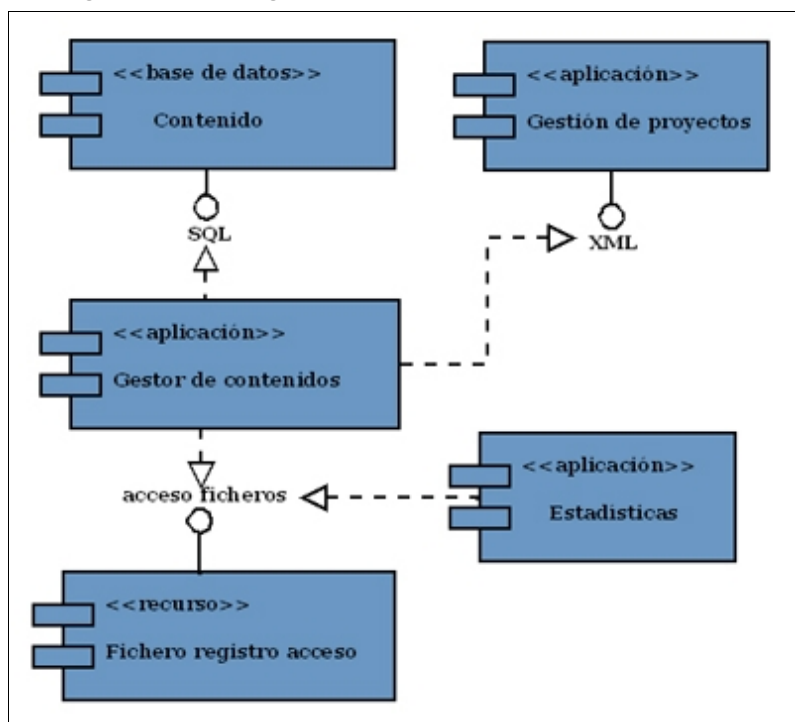 <<base de datos>>
Contenido
<<aplicación>>
Gestión de proyectos
SQL
XML
<<aplicación>>
Gestor de contenidos
<<aplicación>>
Estadisticas
acceso ficheros
<<recurso>>
Fichero registro acceso